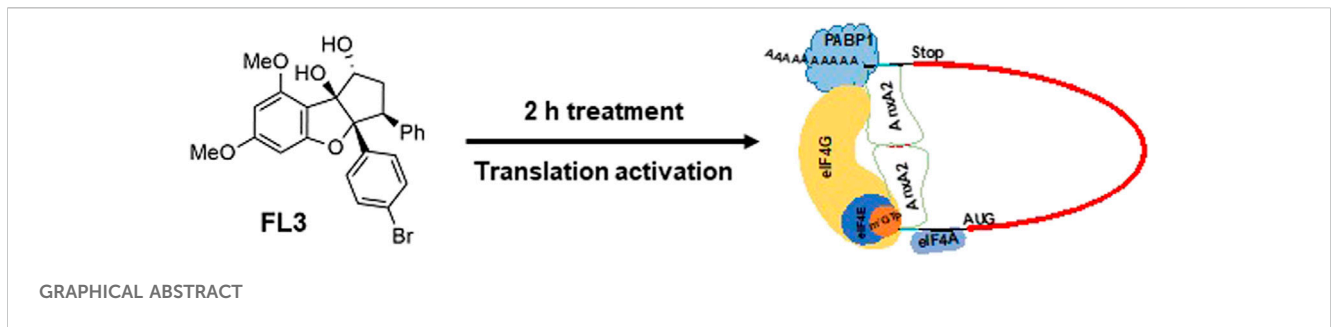 HO
MeO
HO
Ph
MeO
O
Br
FL3
2 h treatment
Translation activation
PABP1
AAAAAAAAAA
Stop
AnxA2
eIF4G
AnxA2
eIF4E
m⁷GTp
AUG
eIF4A
GRAPHICAL ABSTRACT